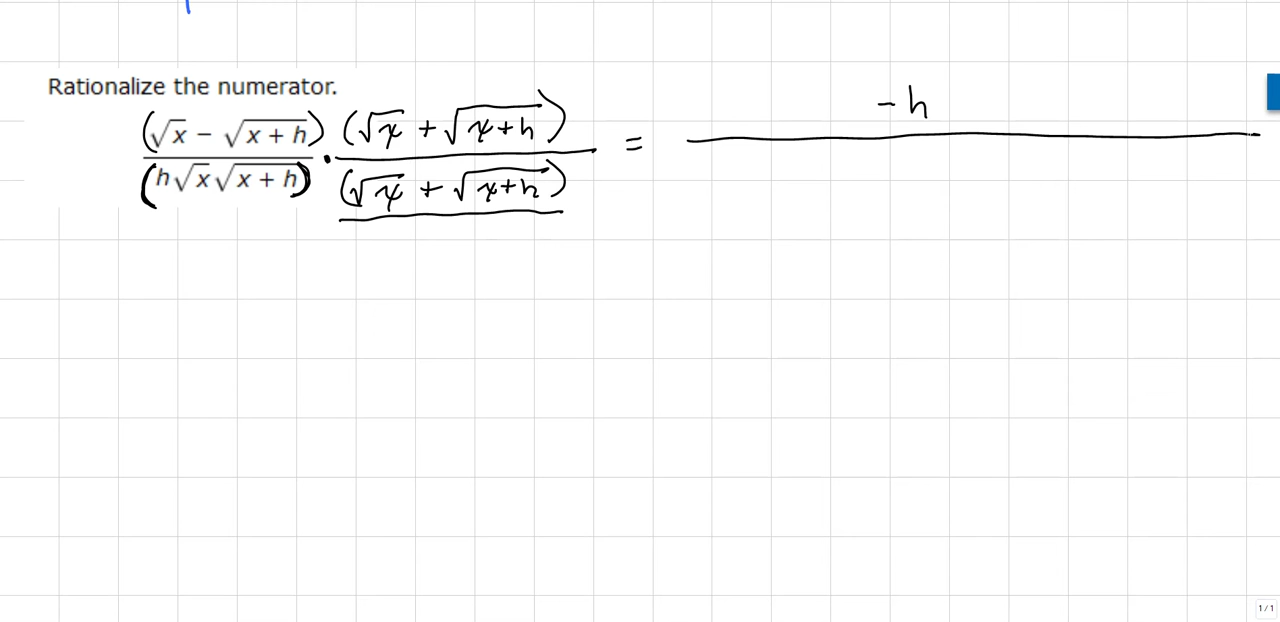 Rationalize the numerator.
(√x − √(x + h)) / (h√x√(x + h)) · (√x + √(x+h)) / (√x + √(x+h)) = −h
1/1